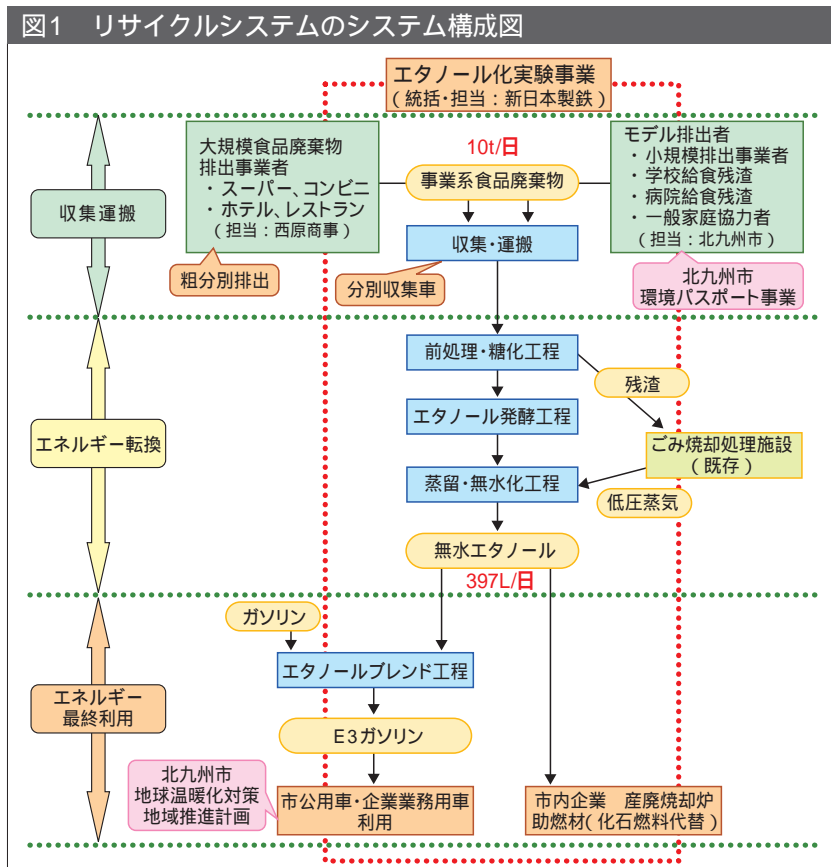 図1 リサイクルシステムのシステム構成図
エタノール化実験事業
(統括・担当:新日本製鉄)
収集運搬
大規模食品廃棄物
排出事業者
・スーパー、コンビニ
・ホテル、レストラン
(担当:西原商事)
粗分別排出
10t/日
事業系食品廃棄物
収集・運搬
分別収集車
モデル排出者
・小規模排出事業者
・学校給食残渣
・病院給食残渣
・一般家庭協力者
(担当:北九州市)
北九州市
環境パスポート事業
エネルギー転換
前処理・糖化工程
残渣
エタノール発酵工程
ごみ焼却処理施設
(既存)
蒸留・無水化工程
低圧蒸気
無水エタノール
397L/日
エネルギー
最終利用
ガソリン
エタノールブレンド工程
E3ガソリン
北九州市
地球温暖化対策
地域推進計画
市公用車・企業業務用車
利用
市内企業 産廃焼却炉
助燃材(化石燃料代替)